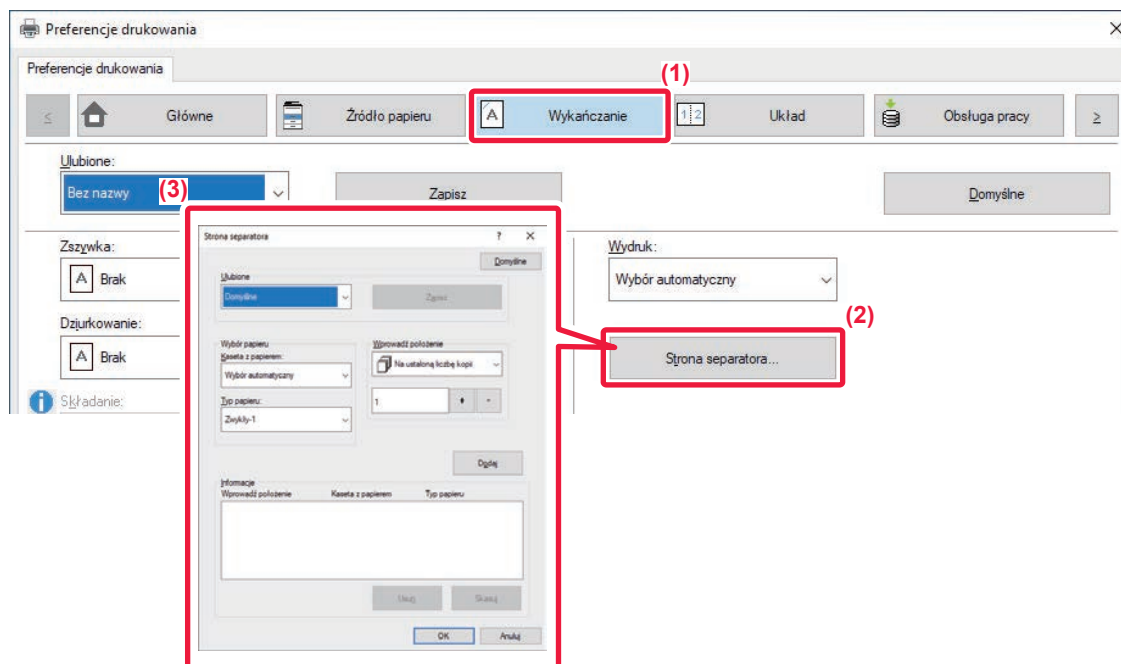 Preferencje drukowania
Preferencje drukowania
(1)
<
Główne
Źródło papieru
A
Wykańczanie
1 2
Układ
Obsługa pracy
>
Ulubione:
Bez nazwy
(3)
Zapisz
Domyślne
Zszywka:
A Brak
Dziurkowanie:
A Brak
Składanie:
Strona separatora
?
Domyślne
Ulubione
Domyślne
Zapisz
Wybór papieru
Kaseta z papierem:
Wybór automatyczny
Typ papieru:
Zwykły-1
Wprowadź położenie
Na ustaloną liczbę kopii
1
+
-
Dodaj
Informacje
Wprowadź położenie Kaseta z papierem Typ papieru
Usuń
Skasuj
OK
Anuluj
Wydruk:
Wybór automatyczny
(2)
Strona separatora...